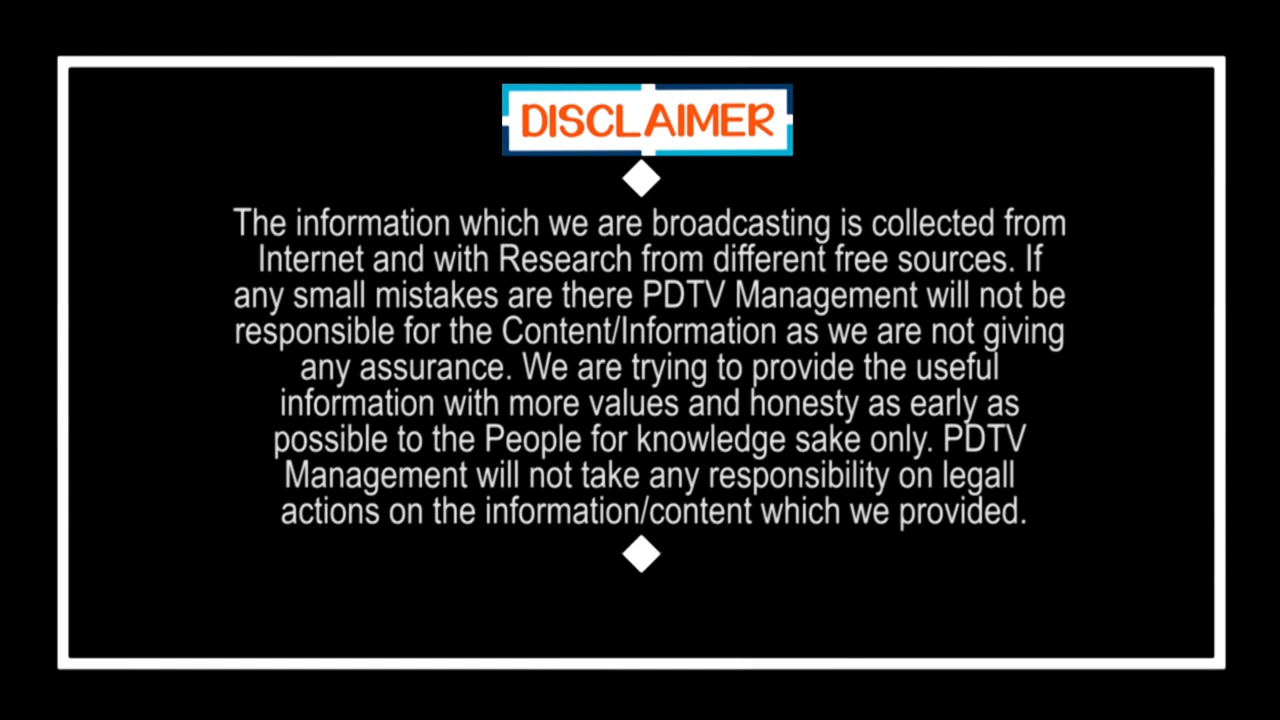 DISCLAIMER
The information which we are broadcasting is collected from
Internet and with Research from different free sources. If
any small mistakes are there PDTV Management will not be
responsible for the Content/Information as we are not giving
any assurance. We are trying to provide the useful
information with more values and honesty as early as
possible to the People for knowledge sake only. PDTV
Management will not take any responsibility on legall
actions on the information/content which we provided.